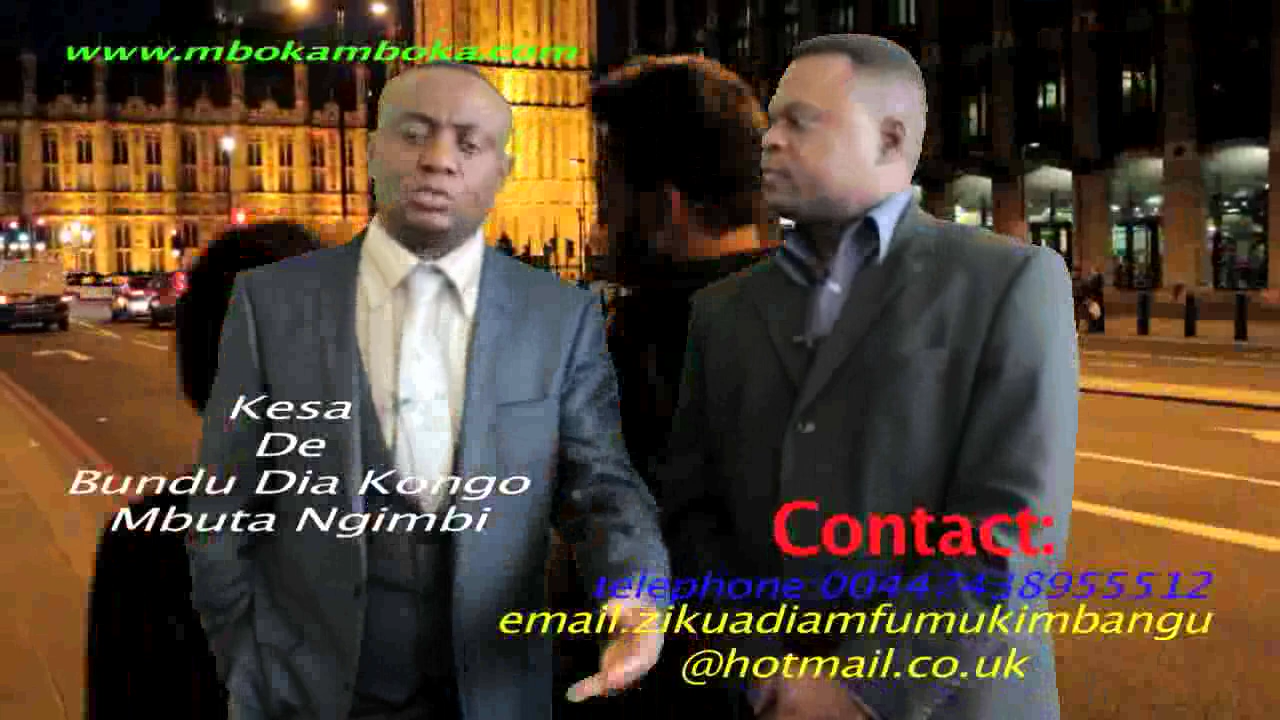 www.mbokamboka.com
Kesa
De
Bundu Dia Kongo
Mbuta Ngimbi
Contact:
telephone:00447438955512
email.zikuadiamfumukimbangu
@hotmail.co.uk